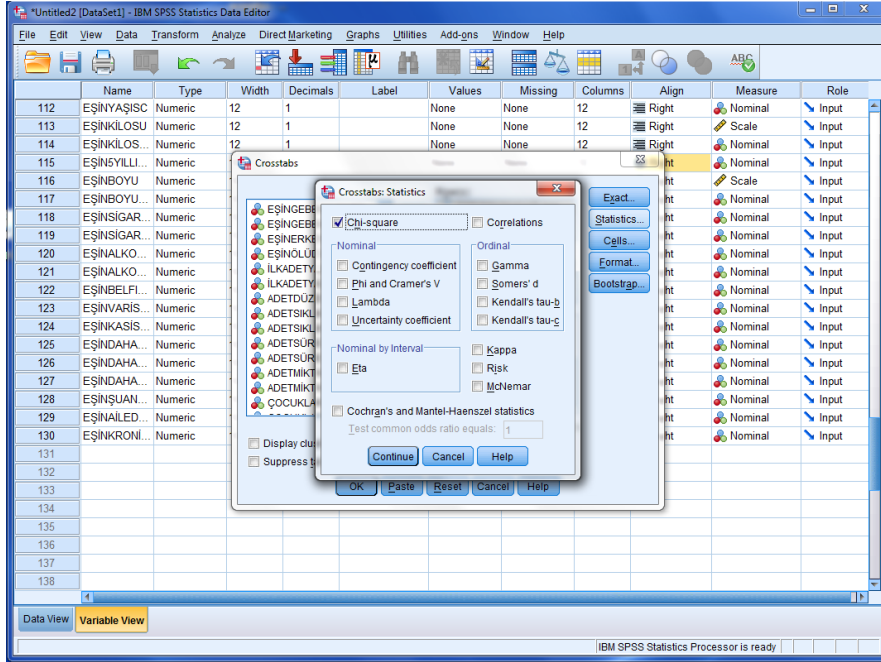 *Untitled2 [DataSet1] - IBM SPSS Statistics Data Editor
File Edit View Data Transform Analyze Direct Marketing Graphs Utilities Add-ons Window Help
Name Type Width Decimals Label Values Missing Columns Align Measure Role
112 EŞİNYAŞISC Numeric 12 1 None None 12 Right Nominal Input
113 EŞİNKİLOSU Numeric 12 1 None None 12 Right Scale Input
114 EŞİNKİLOS... Numeric 12 1 None None 12 Right Nominal Input
115 EŞİN5YILLI... Numeric Nominal Input
116 EŞİNBOYU Numeric Scale Input
117 EŞİNBOYU... Numeric Nominal Input
118 EŞİNSİGAR... Numeric Nominal Input
119 EŞİNSİGAR... Numeric Nominal Input
120 EŞİNALKO... Numeric Nominal Input
121 EŞİNALKO... Numeric Nominal Input
122 EŞİNBELFI... Numeric Nominal Input
123 EŞİNVARİS... Numeric Nominal Input
124 EŞİNKASİS... Numeric Nominal Input
125 EŞİNDAHA... Numeric Nominal Input
126 EŞİNDAHA... Numeric Nominal Input
127 EŞİNDAHA... Numeric Nominal Input
128 EŞİNŞUAN... Numeric Nominal Input
129 EŞİNAİLED... Numeric Nominal Input
130 EŞİNKRONİ... Numeric Nominal Input
131
132
133
134
135
136
137
138
Crosstabs
EŞİNGEBE
EŞİNGEBE
EŞİNERKE
EŞİNÖLÜD
İLKADETYA
İLKADETYA
ADETDÜZ
ADETSIKL
ADETSIKL
ADETSÜR
ADETSÜR
ADETMİKT
ADETMİKT
ÇOCUKLA
Display clu
Suppress t
Exact...
Statistics...
Cells...
Format...
Bootstrap...
OK Paste Reset Cancel Help
Crosstabs: Statistics
Chi-square Correlations
Nominal Ordinal
Contingency coefficient Gamma
Phi and Cramer's V Somers' d
Lambda Kendall's tau-b
Uncertainty coefficient Kendall's tau-c
Nominal by Interval Kappa
Eta Risk
McNemar
Cochran's and Mantel-Haenszel statistics
Test common odds ratio equals: 1
Continue Cancel Help
Data View Variable View
IBM SPSS Statistics Processor is ready